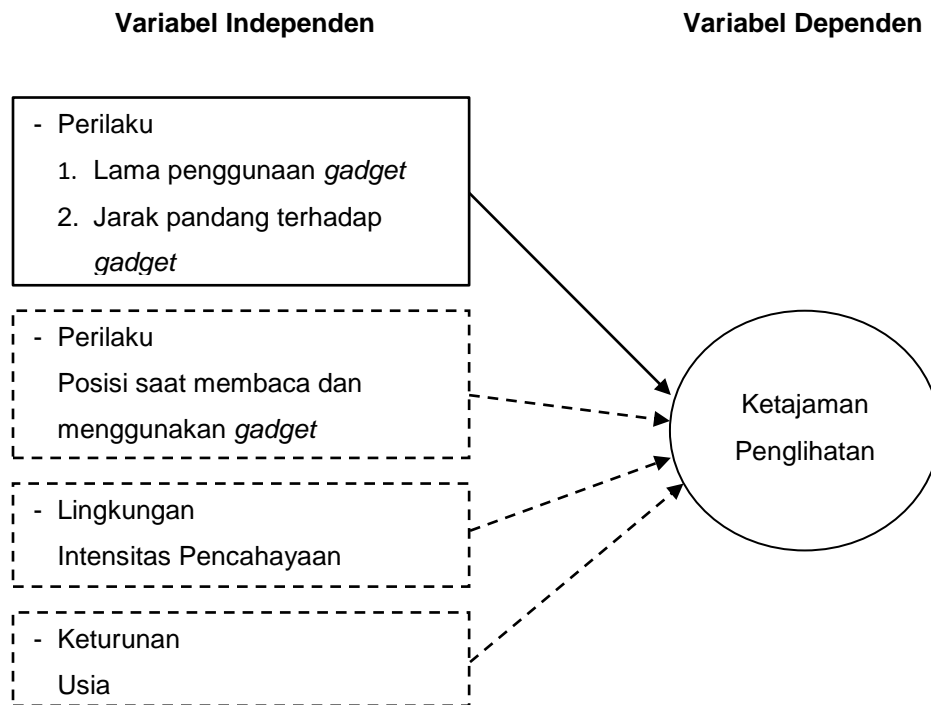 Variabel Independen
Variabel Dependen
- Perilaku
1. Lama penggunaan gadget
2. Jarak pandang terhadap
gadget
- Perilaku
Posisi saat membaca dan
menggunakan gadget
- Lingkungan
Intensitas Pencahayaan
- Keturunan
Usia
Ketajaman
Penglihatan